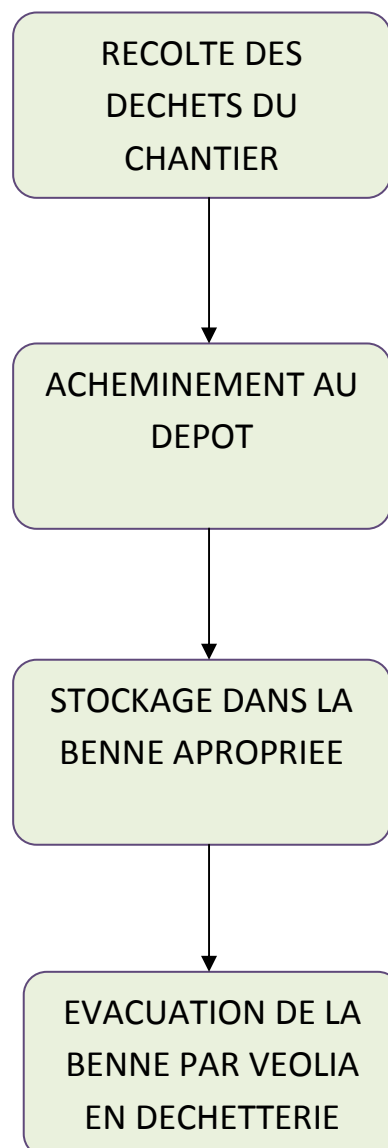 RECOLTE DES
DECHETS DU
CHANTIER
ACHEMINEMENT AU
DEPOT
STOCKAGE DANS LA
BENNE APROPRIEE
EVACUATION DE LA
BENNE PAR VEOLIA
EN DECHETTERIE